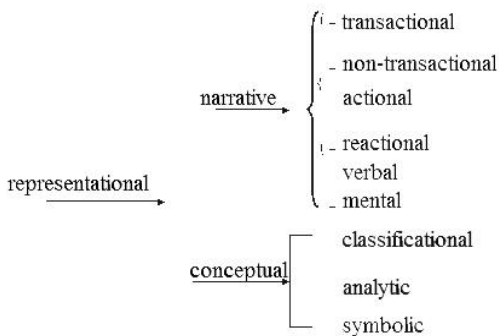 transactional
non-transactional
narrative
actional
reactional
representational
verbal
mental
classificational
conceptual
analytic
symbolic